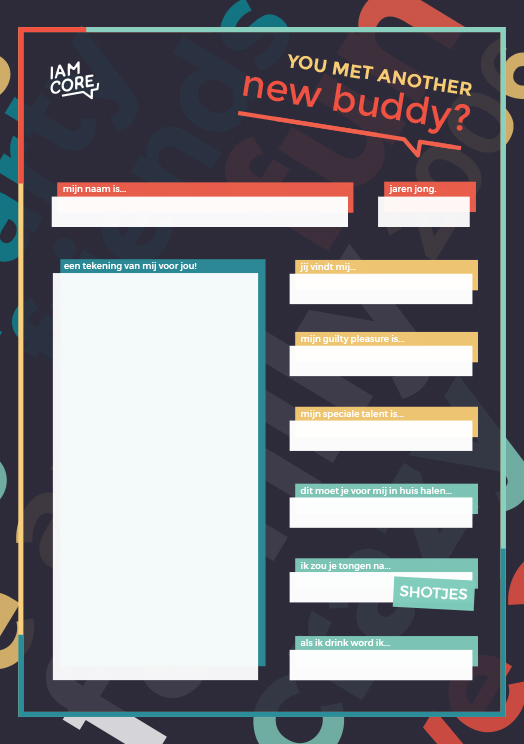 IAM
CORE
YOU MET ANOTHER
new buddy?
mijn naam is...
jaren jong.
een tekening van mij voor jou!
jij vindt mij...
mijn guilty pleasure is...
mijn speciale talent is...
dit moet je voor mij in huis halen...
ik zou je tongen na...
SHOTJES
als ik drink word ik...